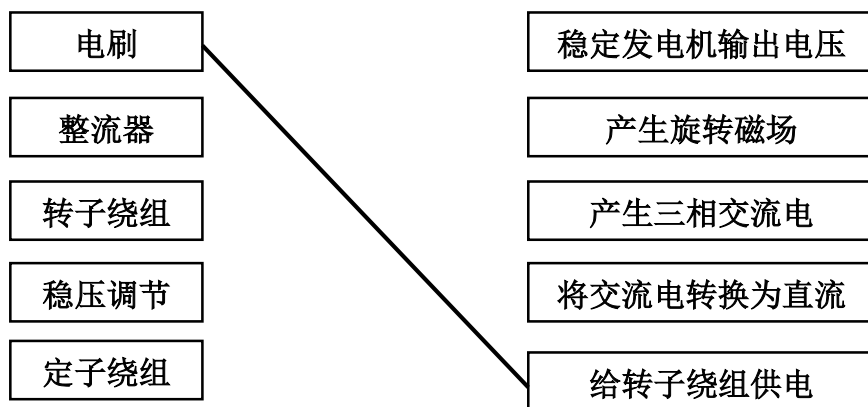 电刷
稳定发电机输出电压
整流器
产生旋转磁场
转子绕组
产生三相交流电
稳压调节
将交流电转换为直流
定子绕组
给转子绕组供电